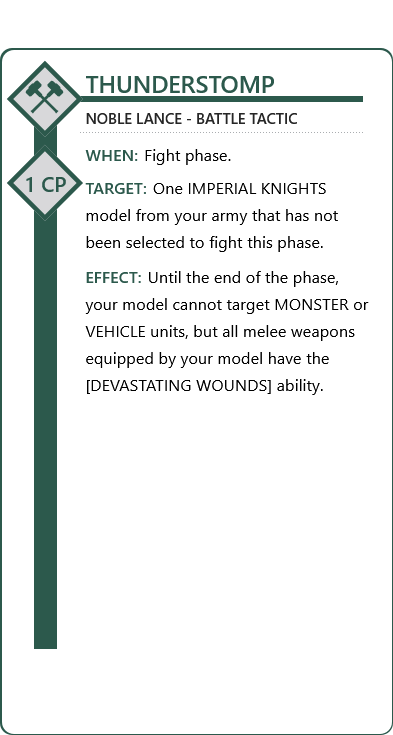 THUNDERSTOMP
NOBLE LANCE - BATTLE TACTIC
WHEN: Fight phase.
1 CP
TARGET: One IMPERIAL KNIGHTS
model from your army that has not
been selected to fight this phase.
EFFECT: Until the end of the phase,
your model cannot target MONSTER or
VEHICLE units, but all melee weapons
equipped by your model have the
[DEVASTATING WOUNDS] ability.